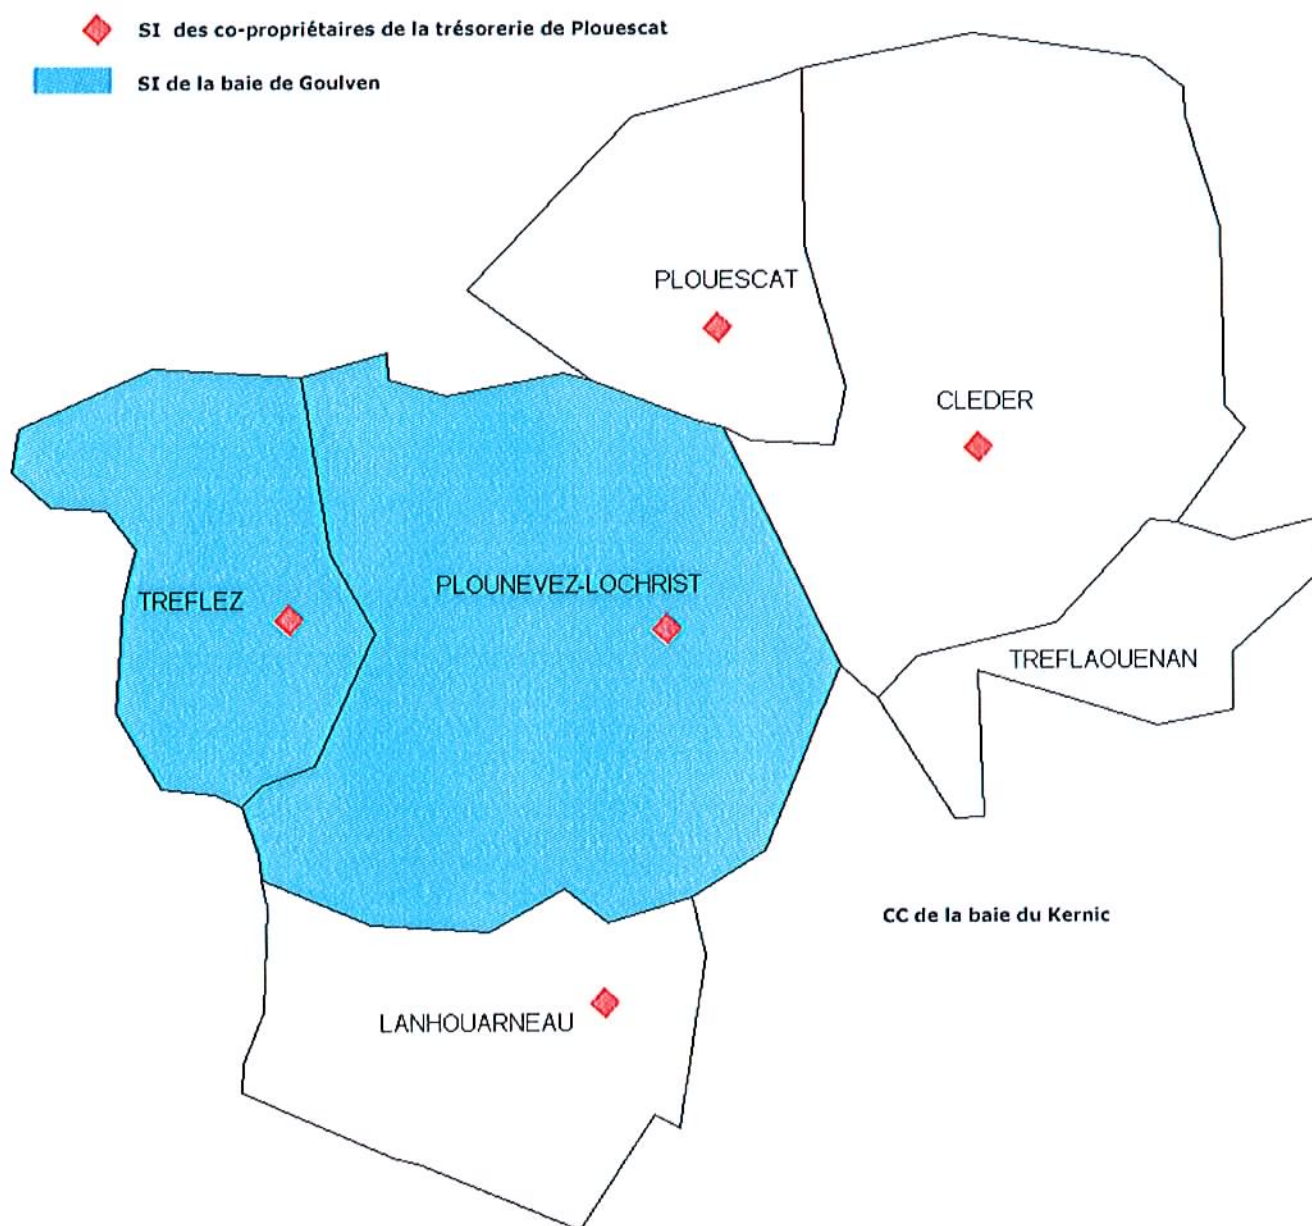 SI des co-propriétaires de la trésorerie de Plouescat
SI de la baie de Goulven
PLOUESCAT
CLEDER
PLOUNEVEZ-LOCHRIST
TREFLEZ
TREFLAOUENAN
CC de la baie du Kernic
LANHOUARNEAU